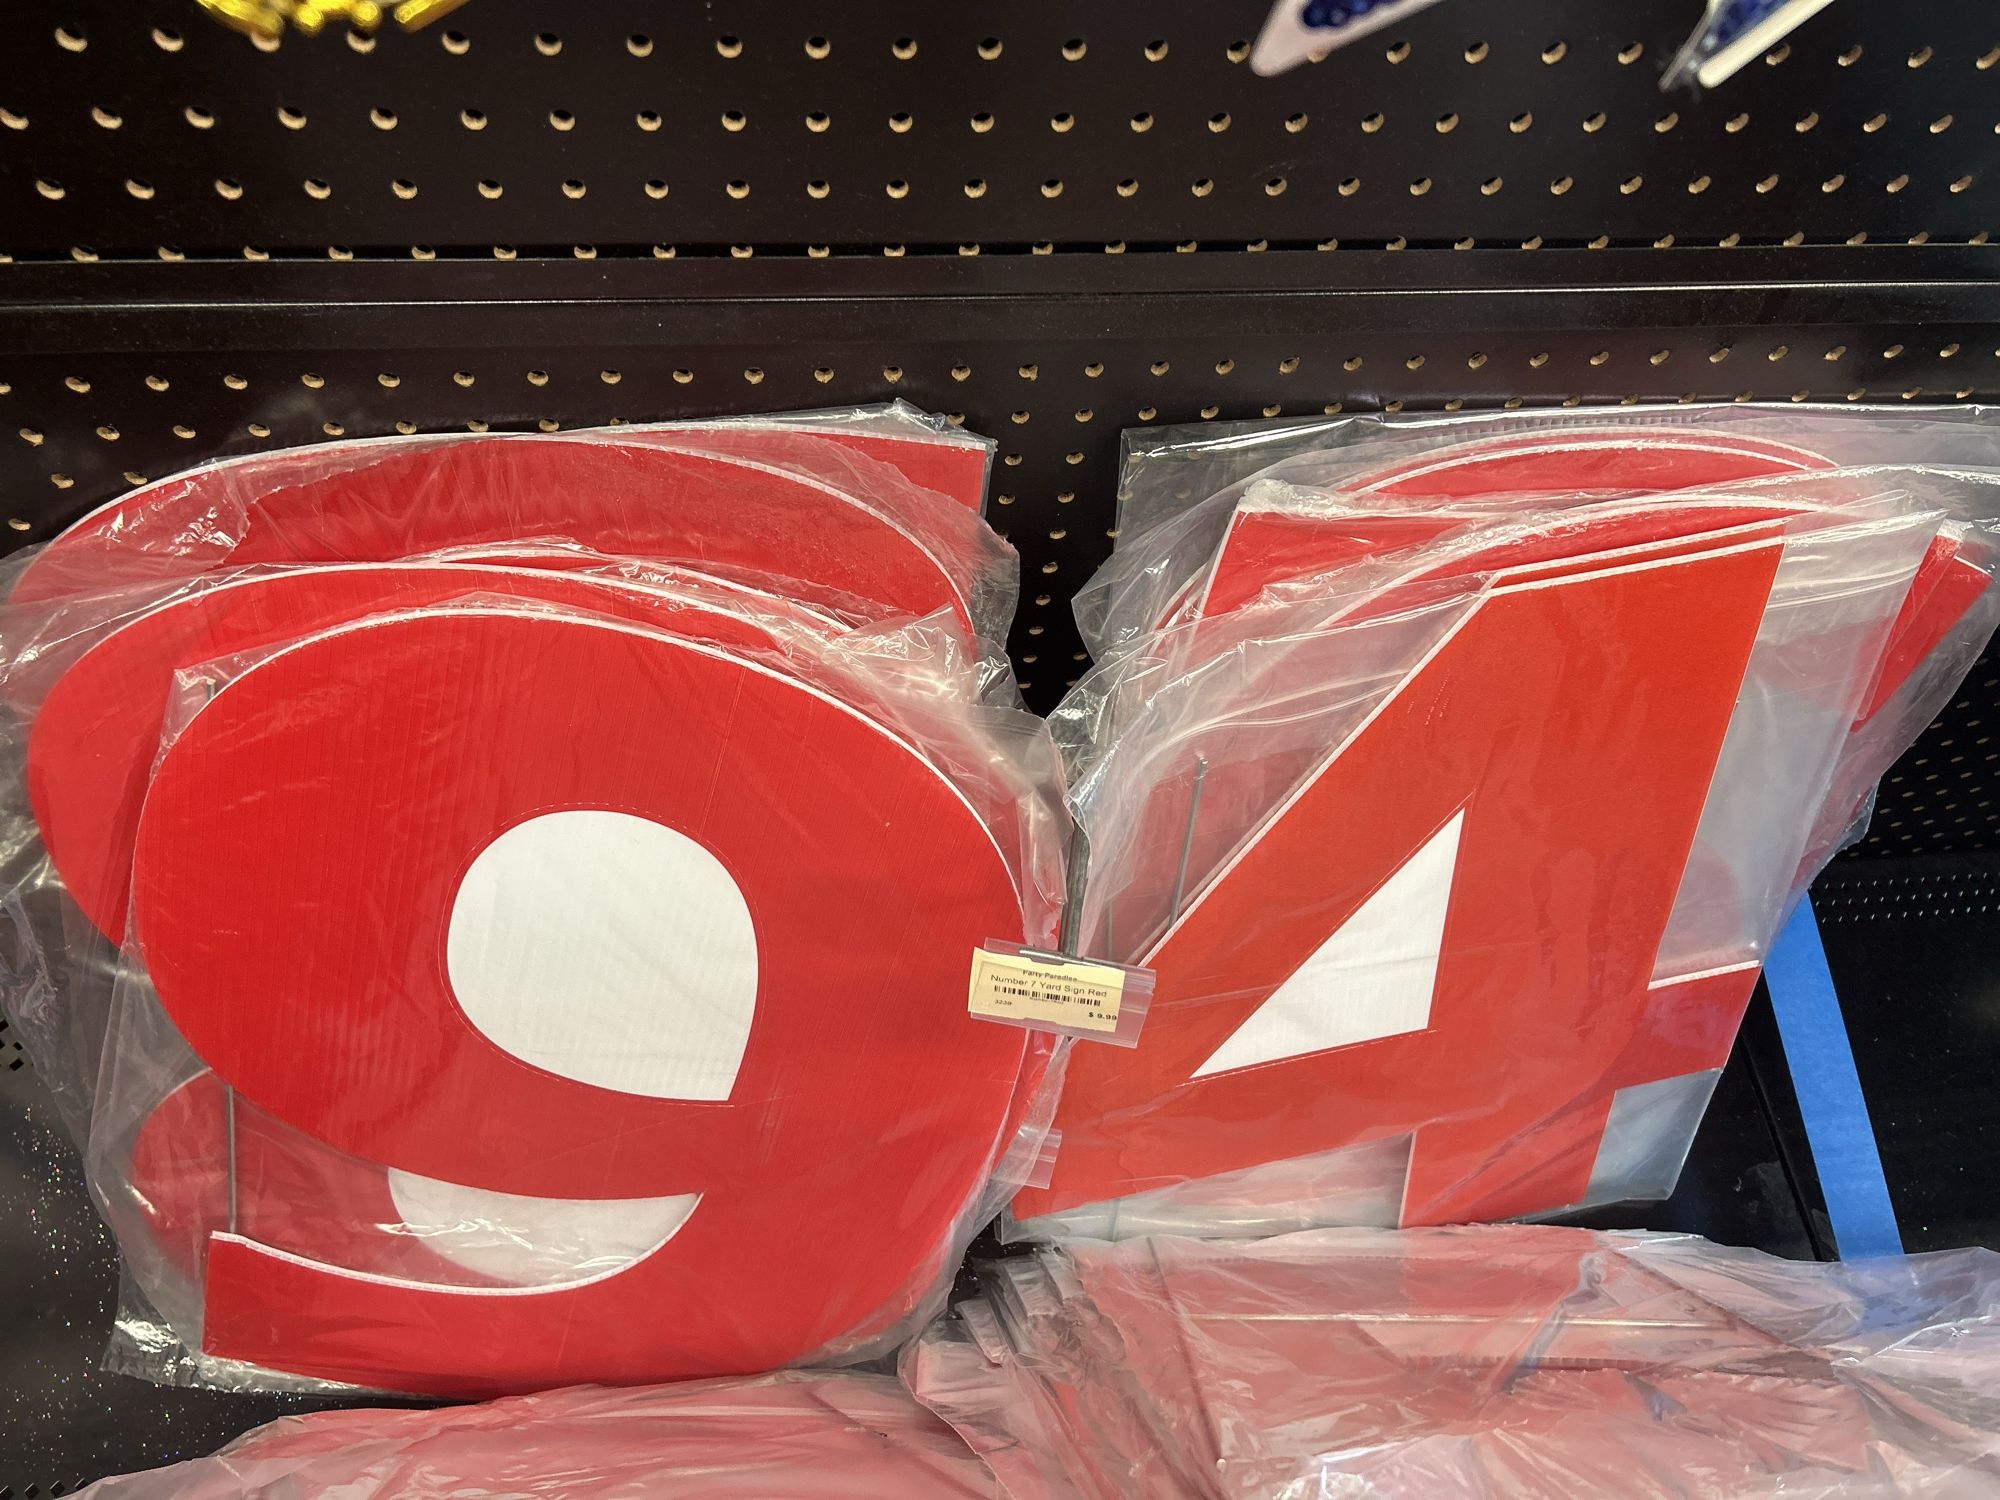 9
4
Party Paradise
Number 7 Yard Sign Red
3239
$ 9.99